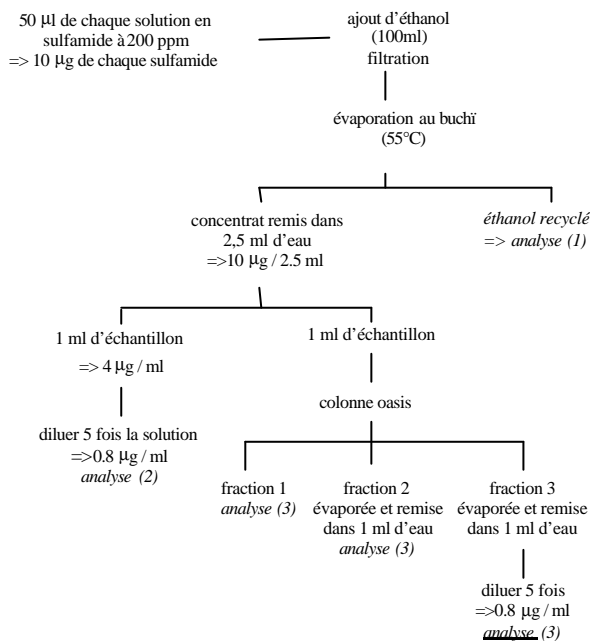 50 µl de chaque solution en
sulfamide à 200 ppm
=> 10 µg de chaque sulfamide
ajout d'éthanol
(100ml)
filtration
évaporation au buchï
(55°C)
concentrat remis dans
2,5 ml d'eau
=>10 µg / 2.5 ml
éthanol recyclé
=> analyse (1)
1 ml d'échantillon
=> 4 µg / ml
1 ml d'échantillon
colonne oasis
diluer 5 fois la solution
=>0.8 µg / ml
analyse (2)
fraction 1
analyse (3)
fraction 2
évaporée et remise
dans 1 ml d'eau
analyse (3)
fraction 3
évaporée et remise
dans 1 ml d'eau
diluer 5 fois
=>0.8 µg / ml
analyse (3)